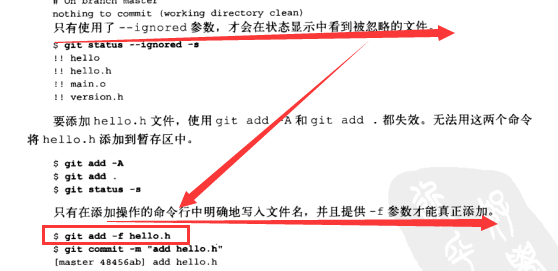 # On branch master
nothing to commit (working directory clean)
只有使用了 --ignored 参数，才会在状态显示中看到被忽略的文件。
$ git status --ignored -s
!! hello
!! hello.h
!! main.o
!! version.h
要添加 hello.h 文件，使用 git add -A 和 git add . 都失效。无法用这两个命令
将 hello.h 添加到暂存区中。
$ git add -A
$ git add .
$ git status -s
只有在添加操作的命令行中明确地写入文件名，并且提供 -f 参数才能真正添加。
$ git add -f hello.h
$ git commit -m "add hello.h"
[master 48456ab] add hello.h